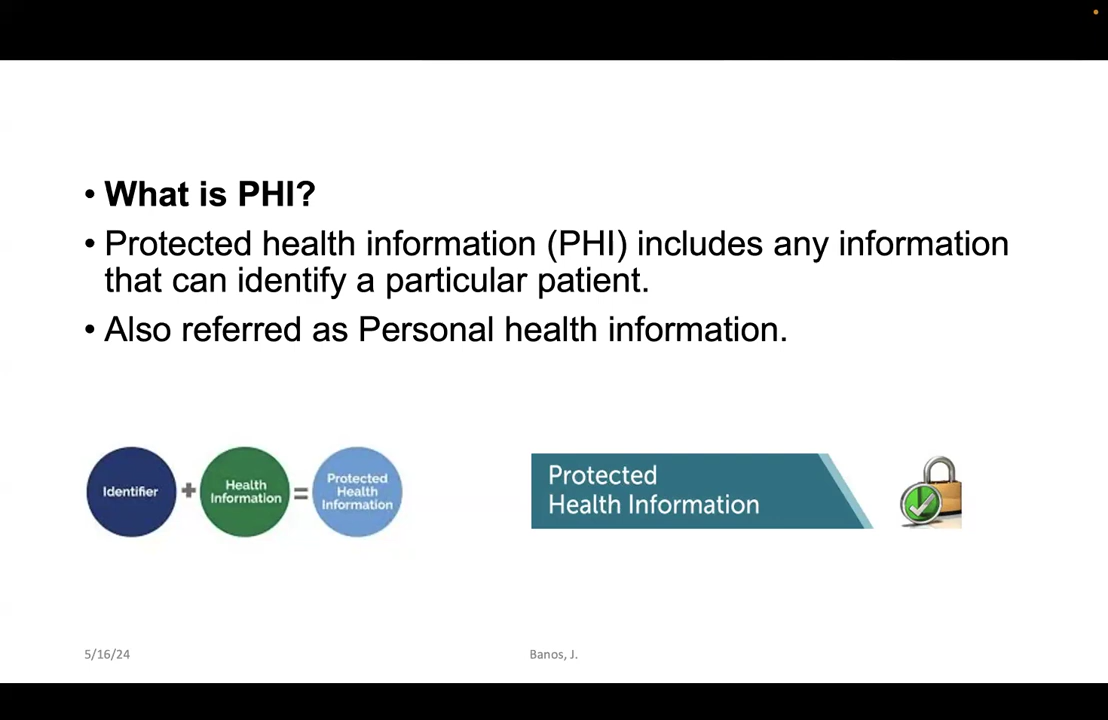 • What is PHI?
• Protected health information (PHI) includes any information
that can identify a particular patient.
• Also referred as Personal health information.
Identifier + Health Information = Protected Health Information
Protected
Health Information
5/16/24
Banos, J.